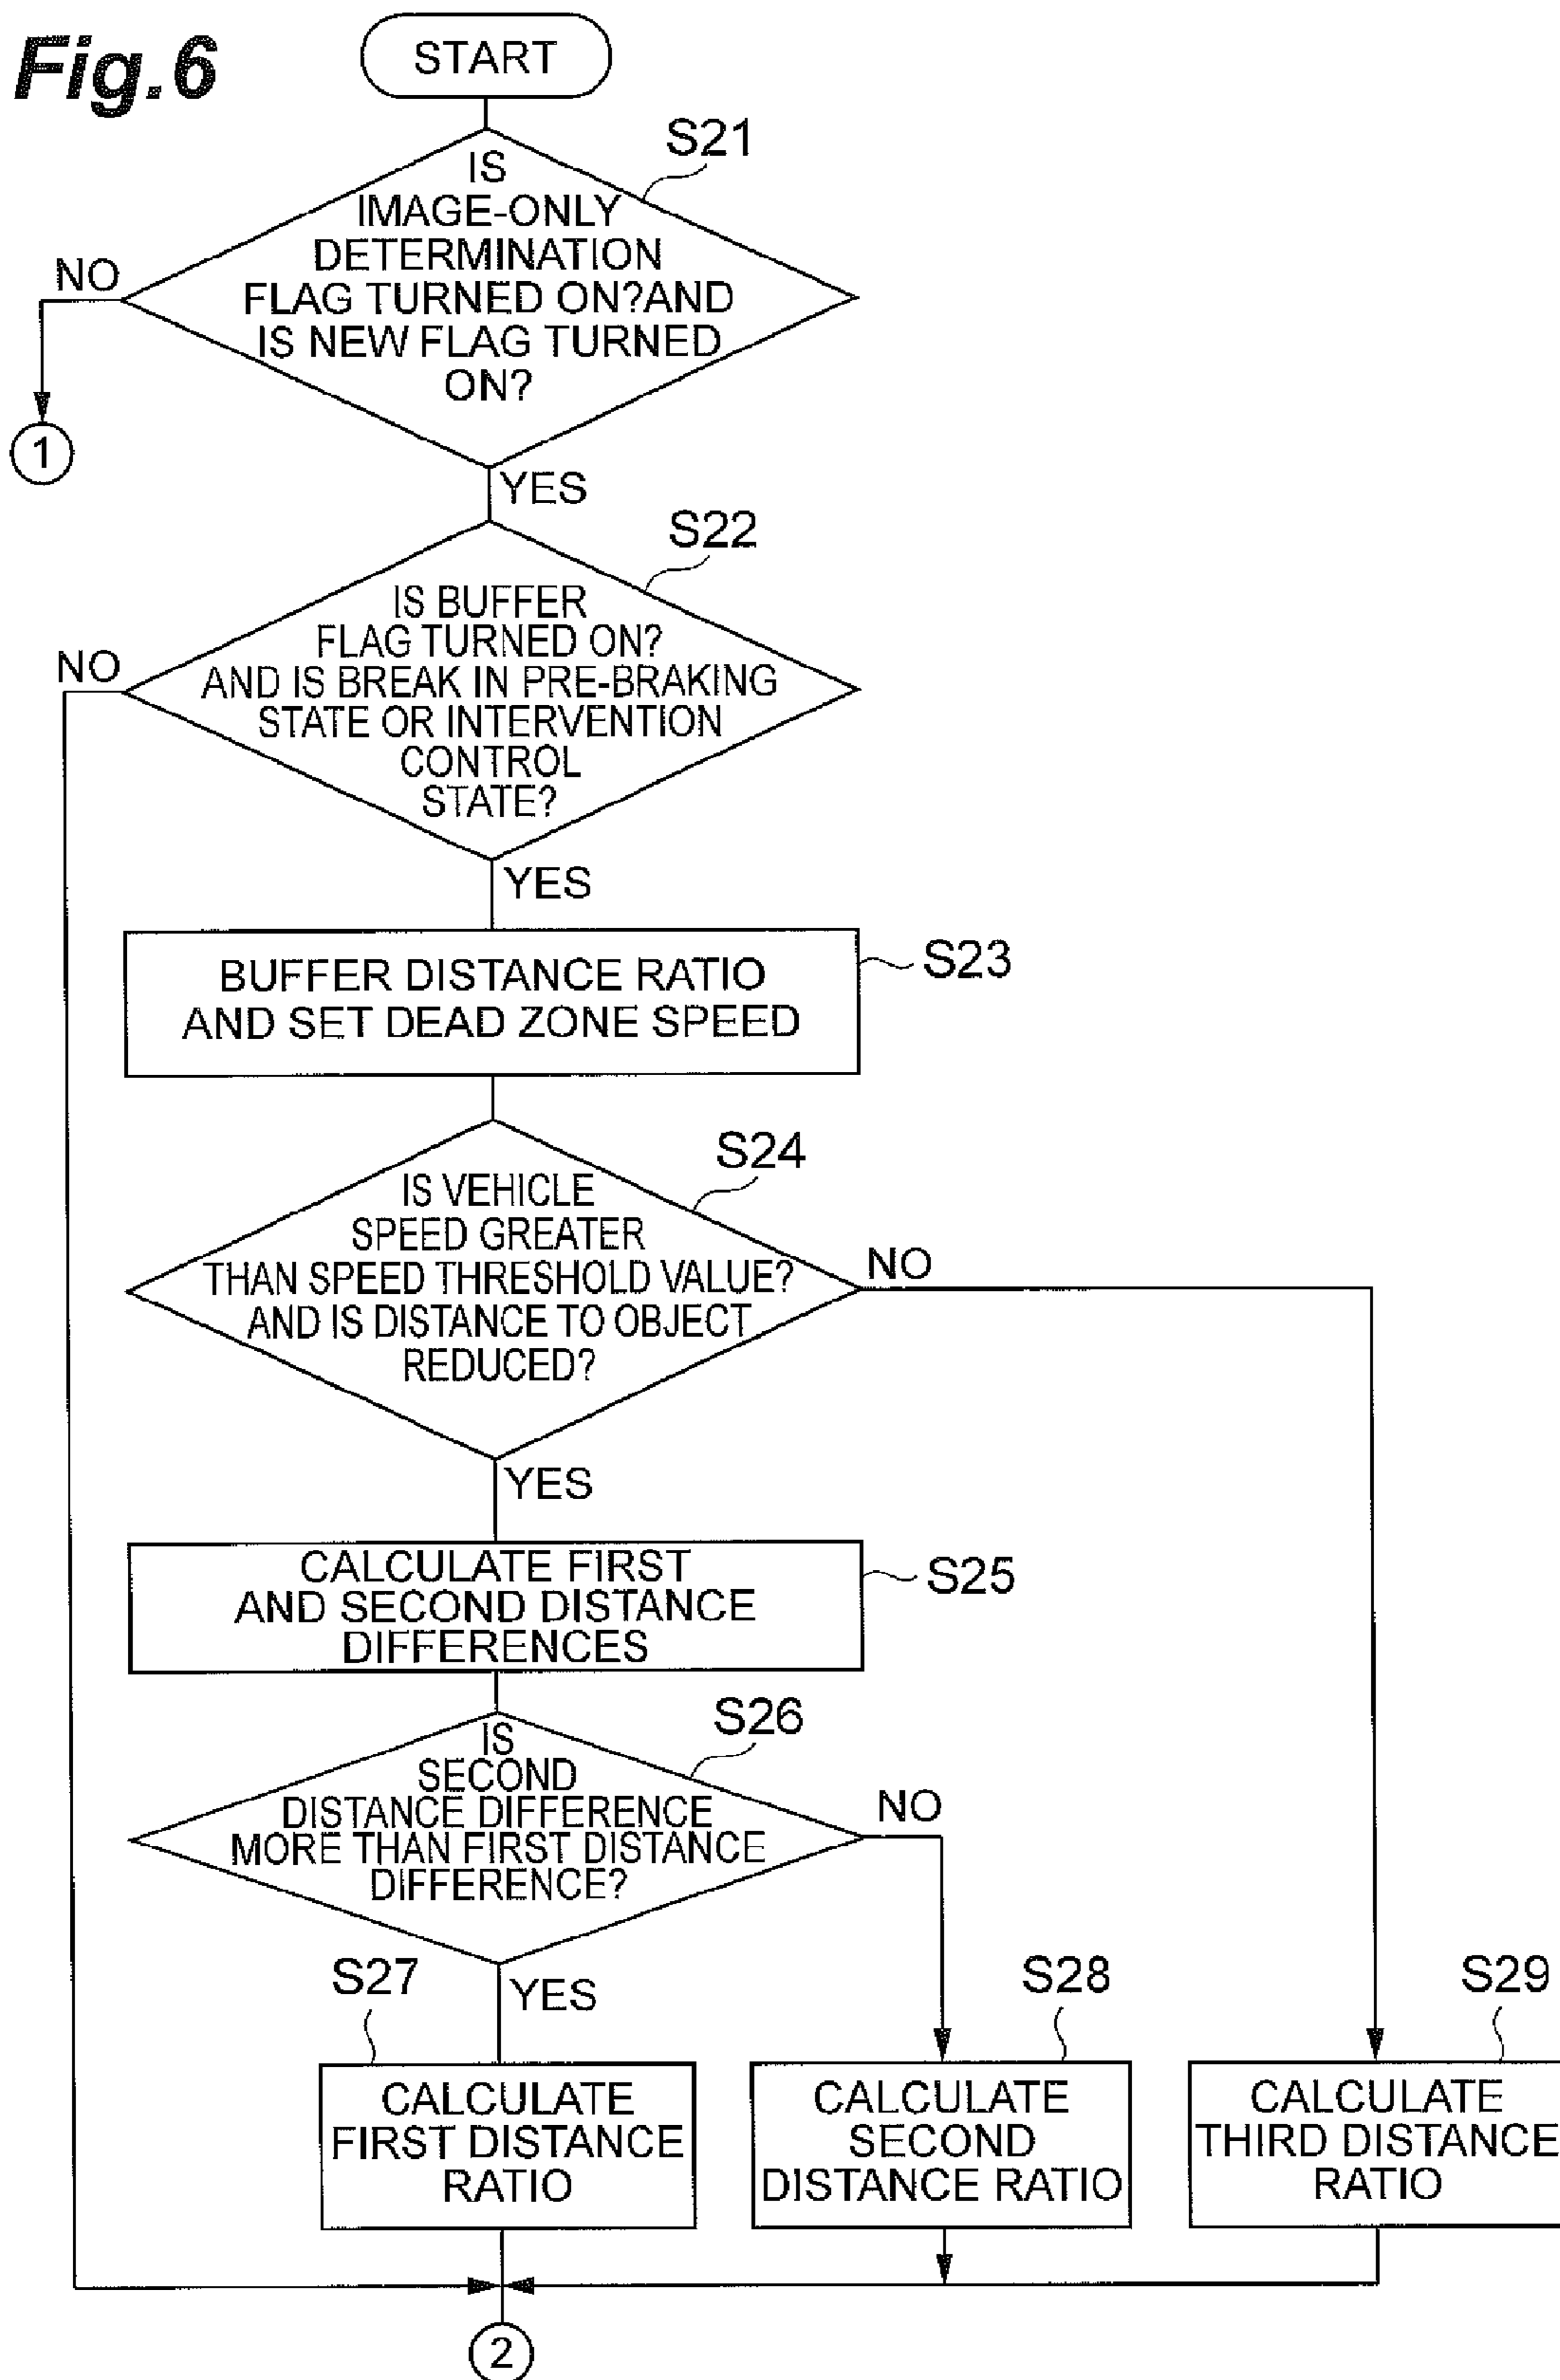 Fig.6
START
S21
IS
IMAGE-ONLY
DETERMINATION
FLAG TURNED ON?AND
IS NEW FLAG TURNED
ON?
NO
1
YES
S22
IS BUFFER
FLAG TURNED ON?
AND IS BREAK IN PRE-BRAKING
STATE OR INTERVENTION
CONTROL
STATE?
NO
YES
S23
BUFFER DISTANCE RATIO
AND SET DEAD ZONE SPEED
S24
IS VEHICLE
SPEED GREATER
THAN SPEED THRESHOLD VALUE?
AND IS DISTANCE TO OBJECT
REDUCED?
NO
YES
S25
CALCULATE FIRST
AND SECOND DISTANCE
DIFFERENCES
S26
IS
SECOND
DISTANCE DIFFERENCE
MORE THAN FIRST DISTANCE
DIFFERENCE?
NO
YES
S27
CALCULATE
FIRST DISTANCE
RATIO
S28
CALCULATE
SECOND
DISTANCE RATIO
S29
CALCULATE
THIRD DISTANCE
RATIO
2